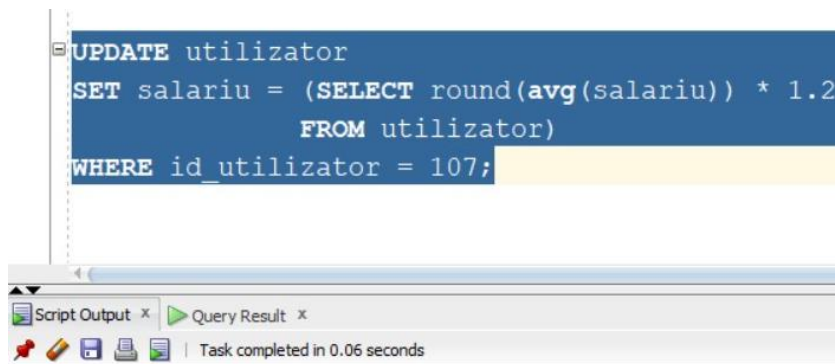 UPDATE utilizator
SET salariu = (SELECT round(avg(salariu)) * 1.2
FROM utilizator)
WHERE id_utilizator = 107;
Script Output x Query Result x
Task completed in 0.06 seconds